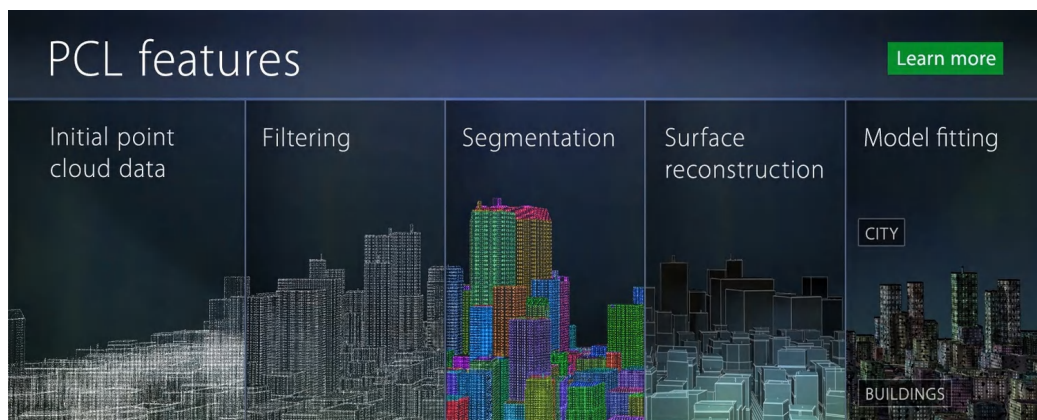 PCL features
Learn more
Initial point
cloud data
Filtering
Segmentation
Surface
reconstruction
Model fitting
CITY
BUILDINGS